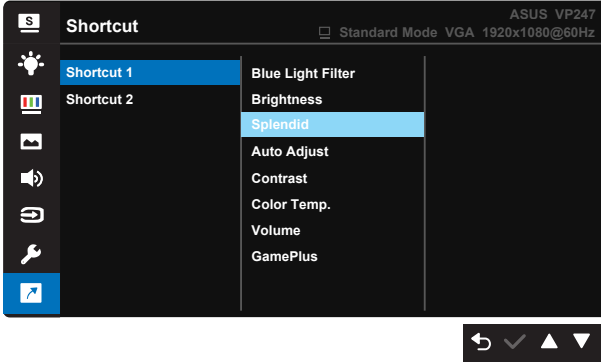 S
Shortcut
ASUS VP247
Standard Mode VGA 1920x1080@60Hz
Shortcut 1
Shortcut 2
Blue Light Filter
Brightness
Splendid
Auto Adjust
Contrast
Color Temp.
Volume
GamePlus